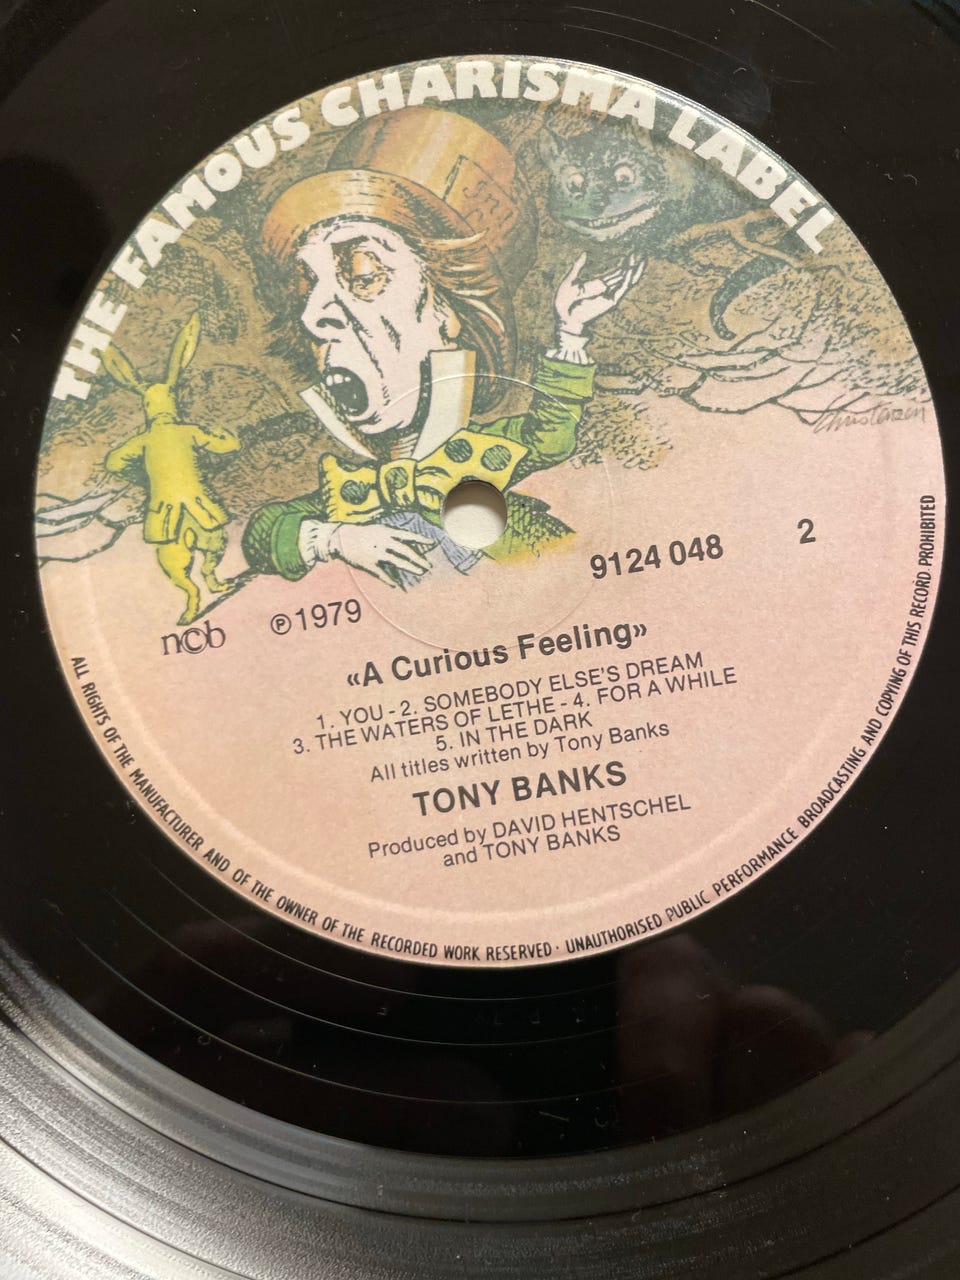 THE FAMOUS CHARISMA LABEL
Christensen
9124 048
2
ncb
℗ 1979
«A Curious Feeling»
1. YOU - 2. SOMEBODY ELSE'S DREAM
3. THE WATERS OF LETHE - 4. FOR A WHILE
5. IN THE DARK
All titles written by Tony Banks
TONY BANKS
Produced by DAVID HENTSCHEL
and TONY BANKS
ALL RIGHTS OF THE MANUFACTURER AND OF THE OWNER OF THE RECORDED WORK RESERVED · UNAUTHORISED PUBLIC PERFORMANCE BROADCASTING AND COPYING OF THIS RECORD PROHIBITED